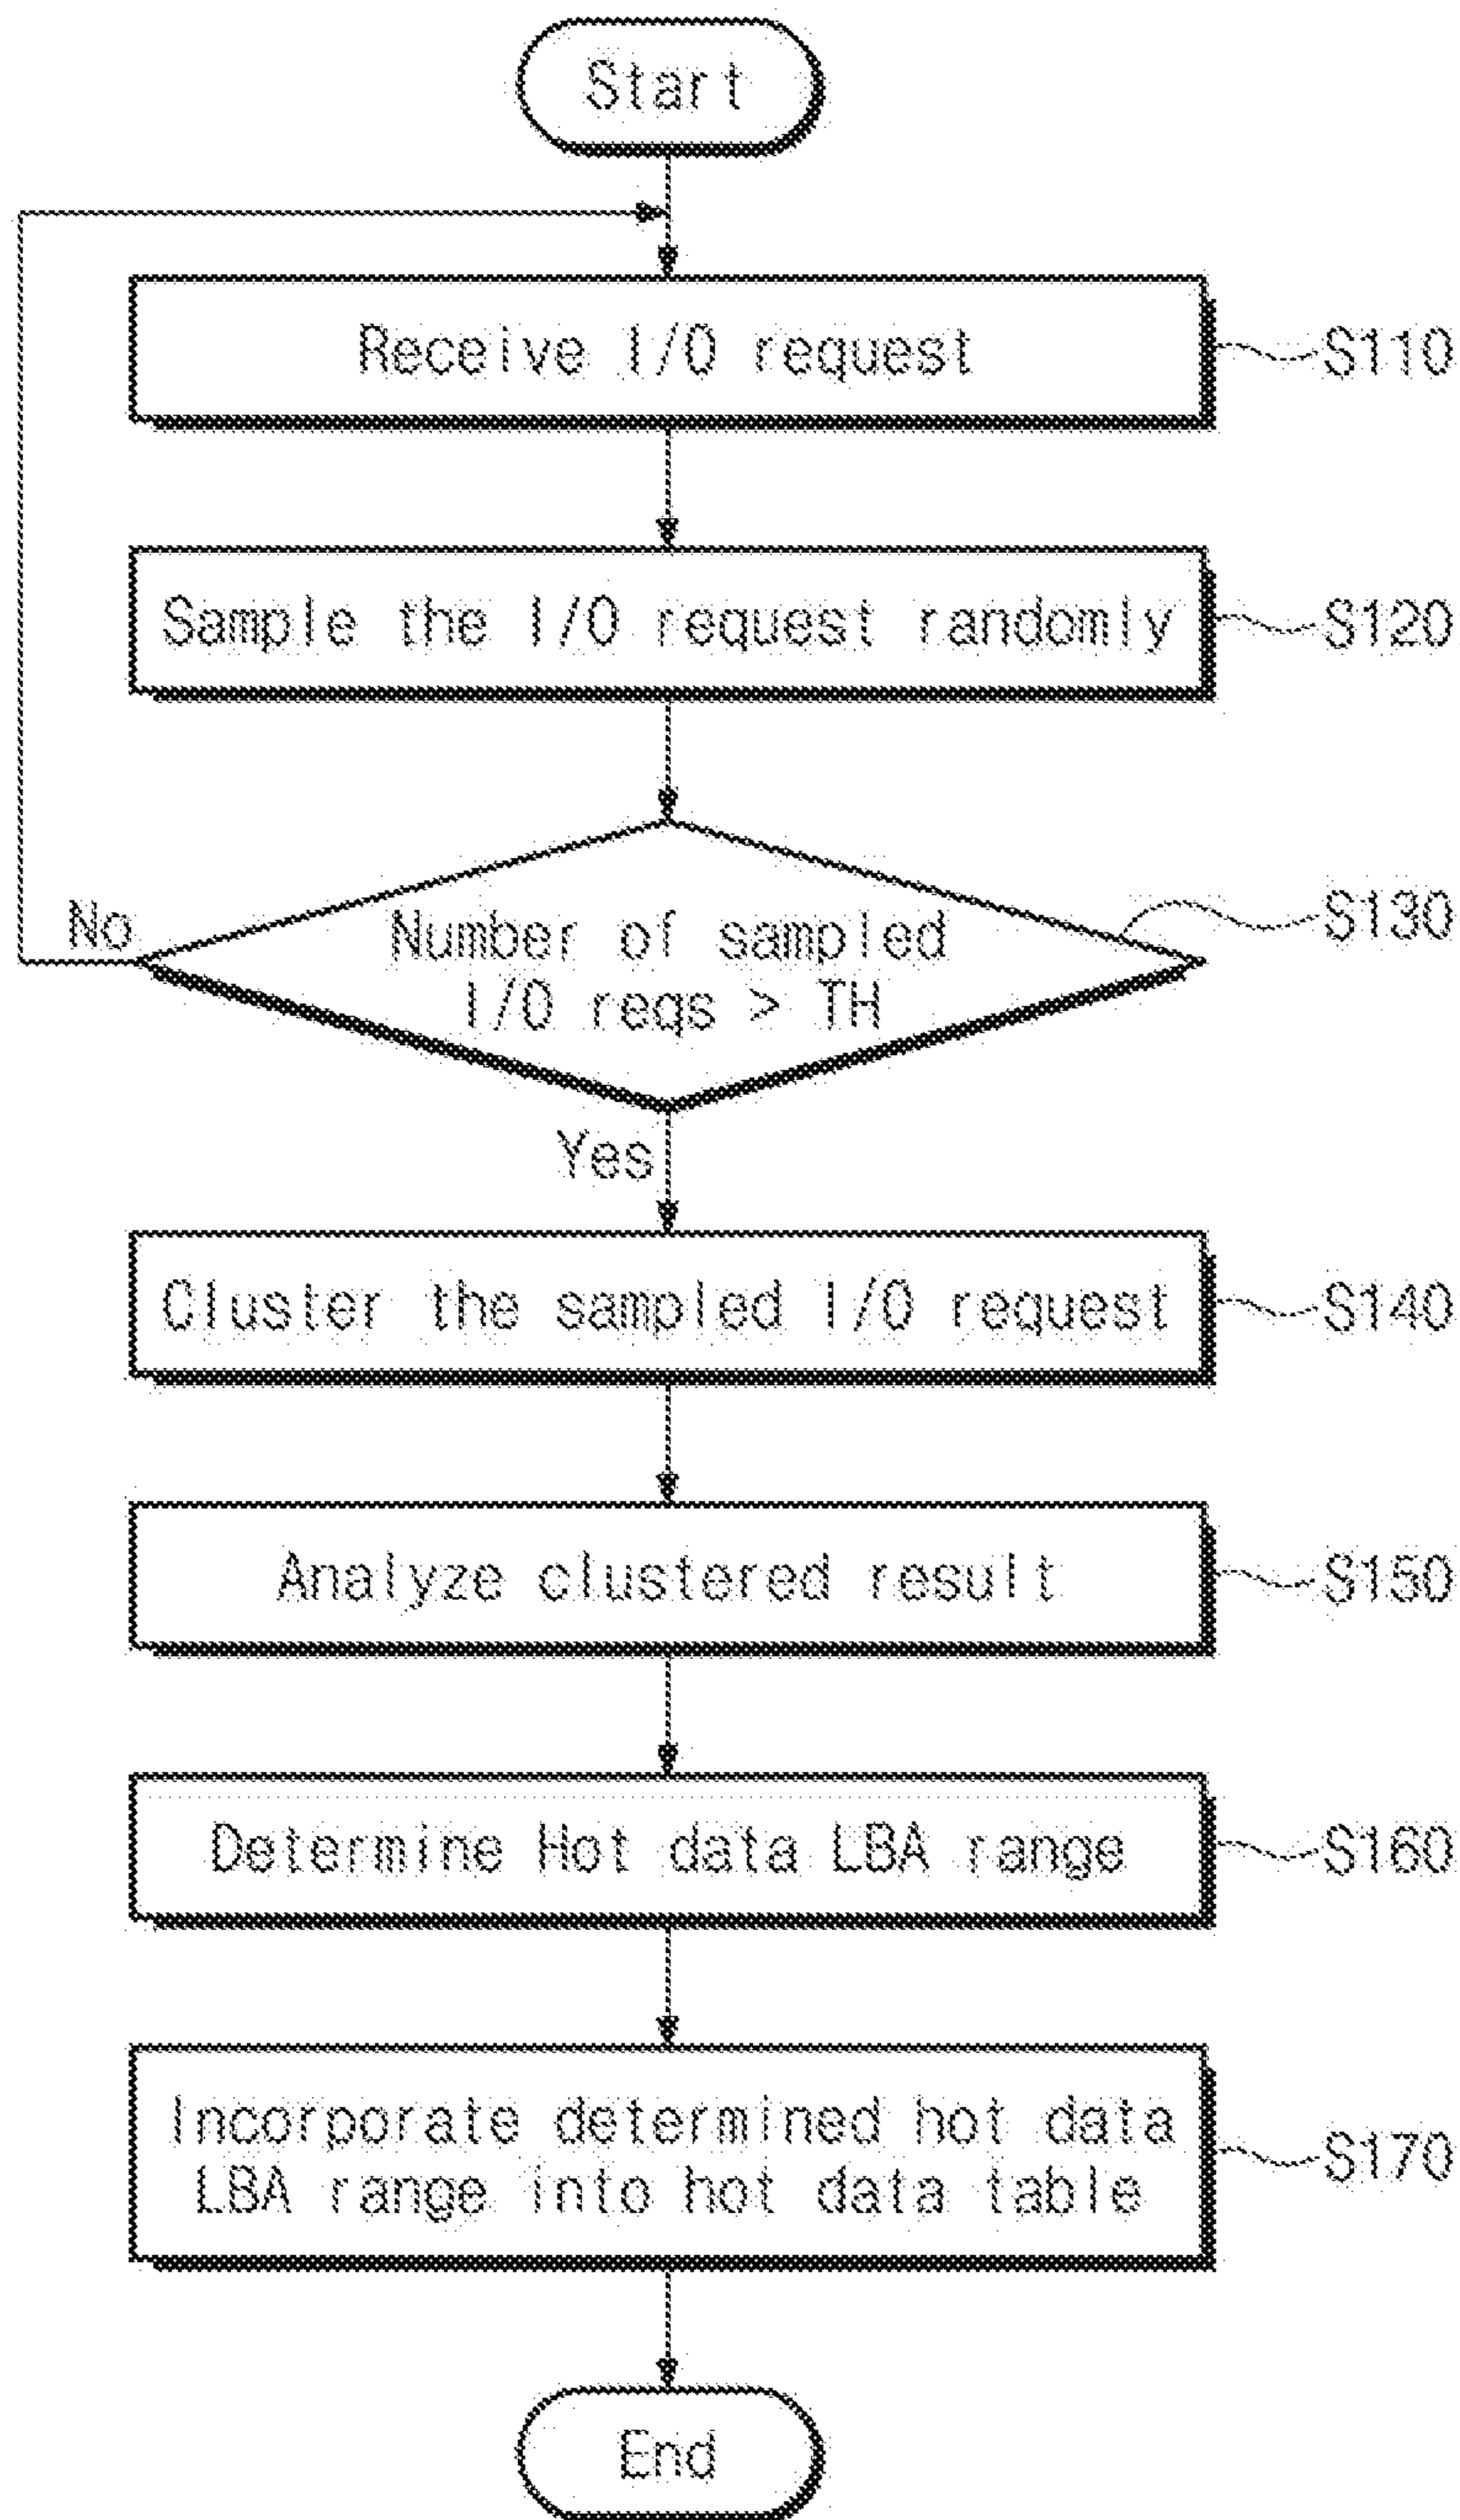 Start
Receive I/O request
S110
Sample the I/O request randomly
S120
Number of sampled
I/O reqs > TH
S130
No
Yes
Cluster the sampled I/O request
S140
Analyze clustered result
S150
Determine Hot data LBA range
S160
Incorporate determined hot data
LBA range into hot data table
S170
End